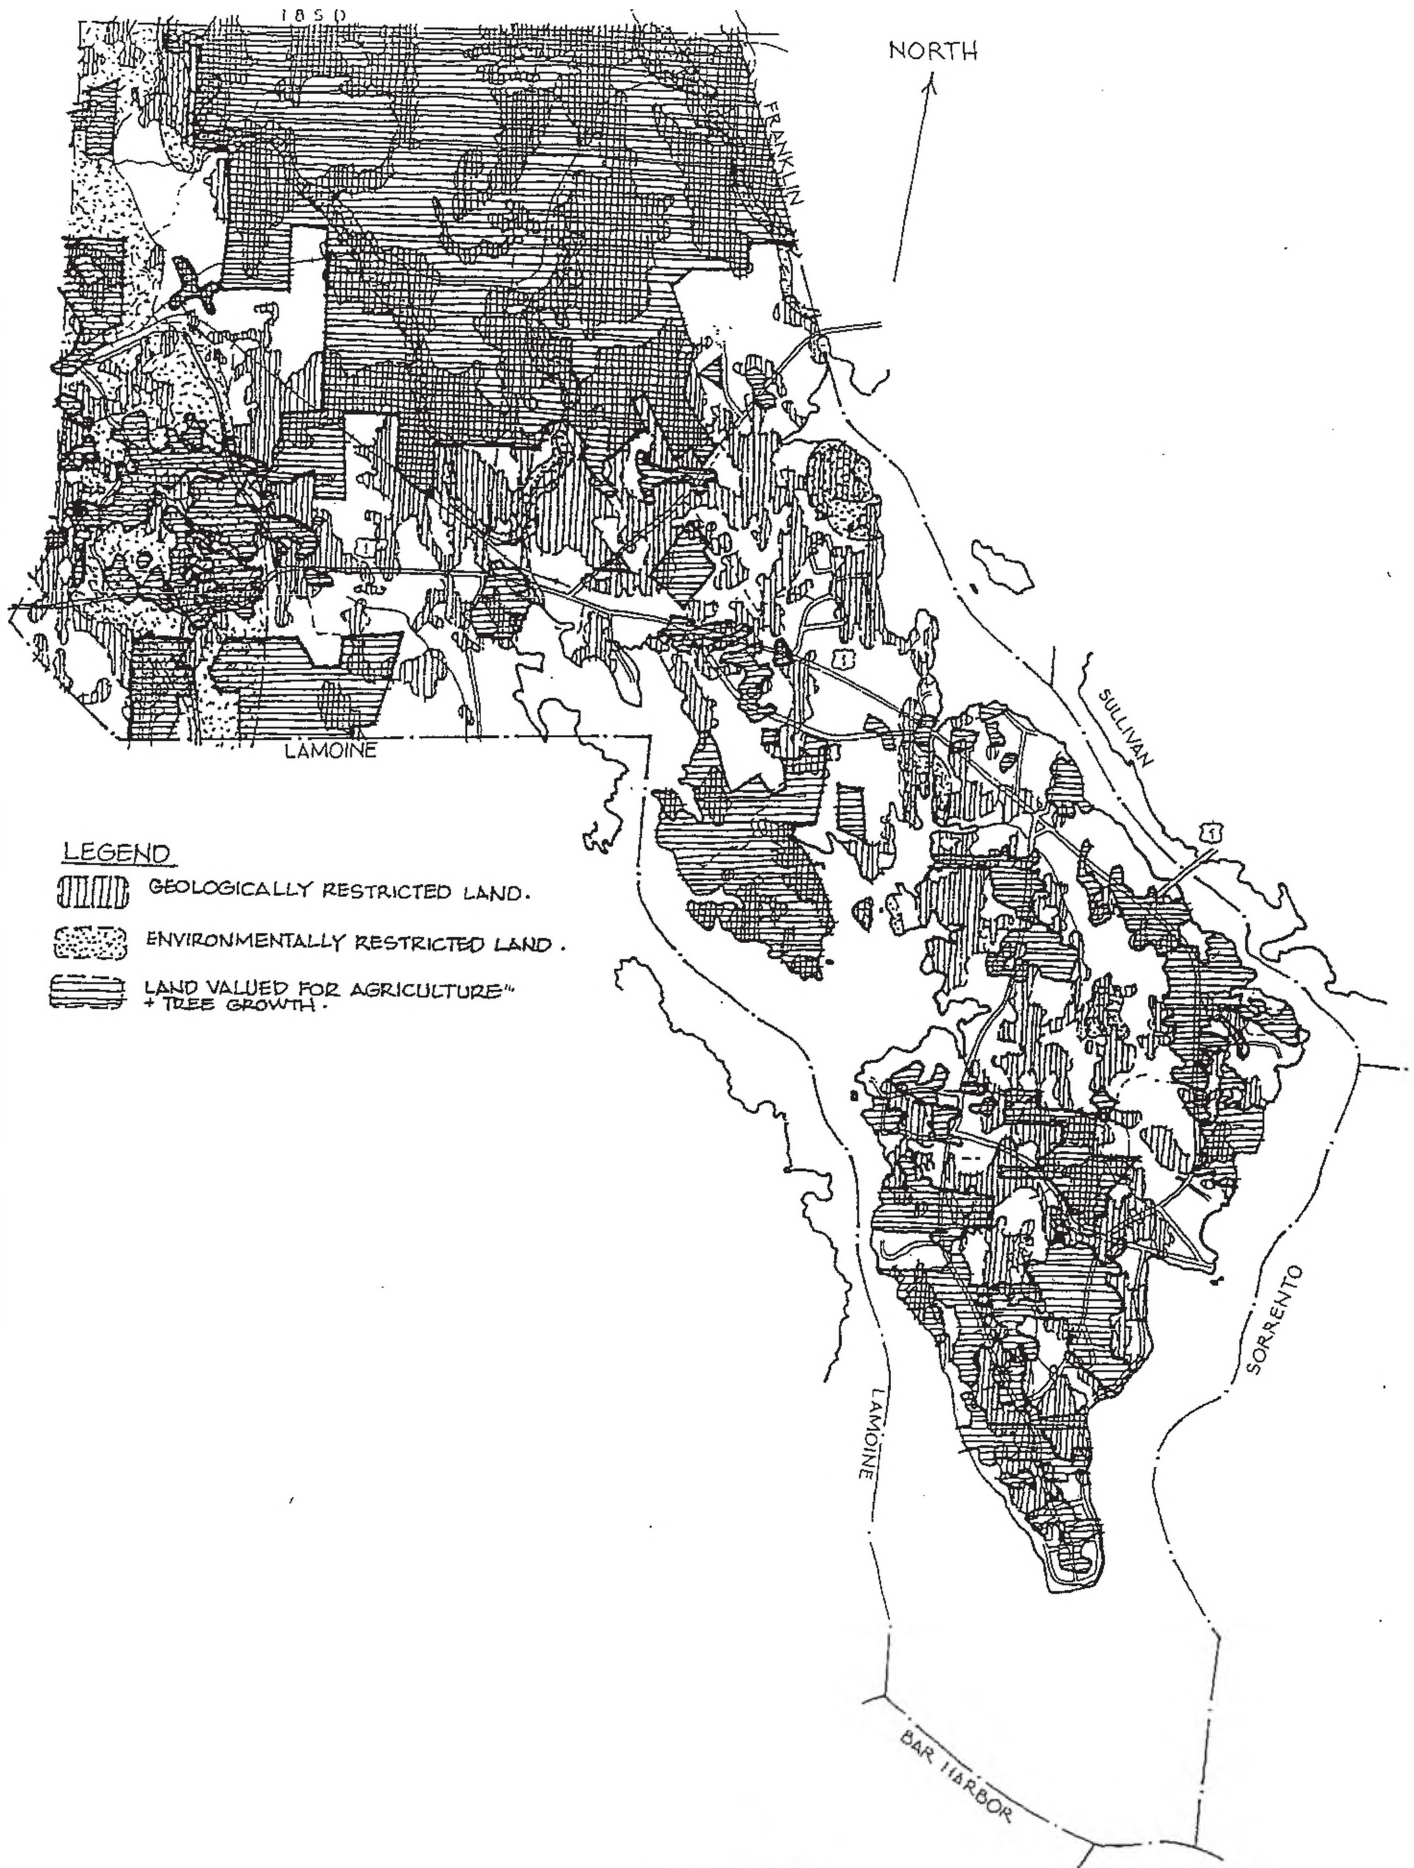 1850
NORTH
FRANKLIN
1
1
SULLIVAN
1
LAMOINE
LEGEND
GEOLOGICALLY RESTRICTED LAND.
ENVIRONMENTALLY RESTRICTED LAND.
LAND VALUED FOR AGRICULTURE"
+ TREE GROWTH.
SORRENTO
LAMOINE
BAR HARBOR